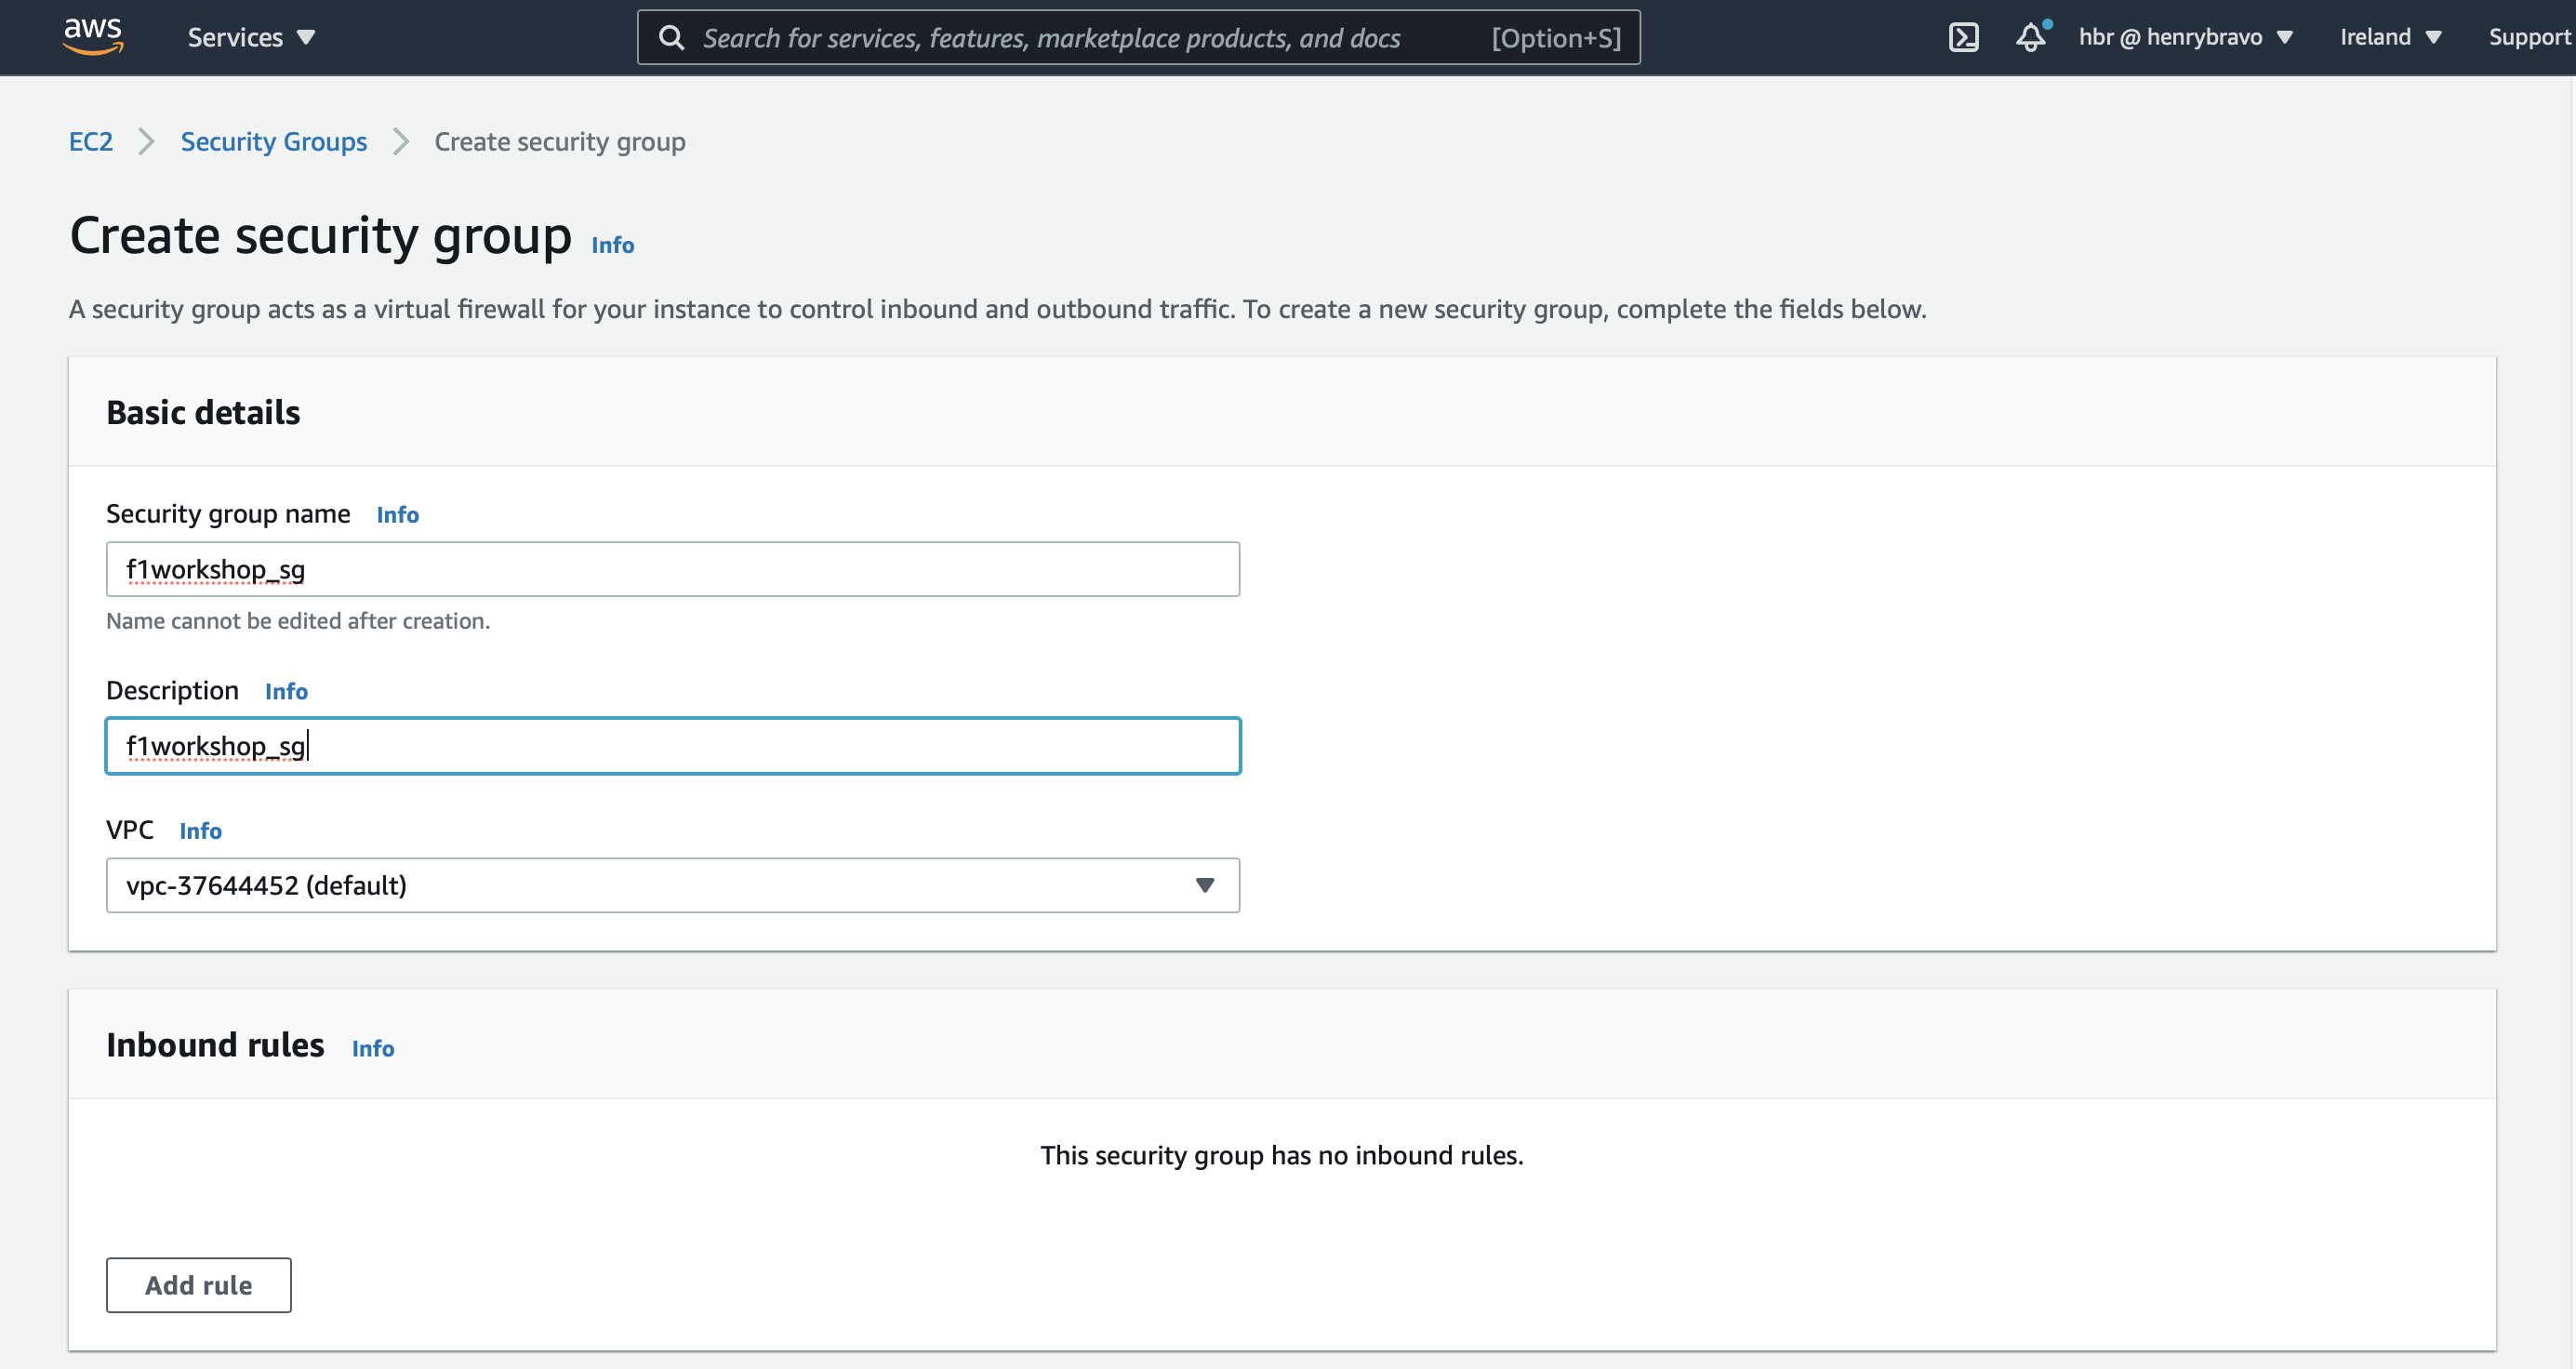 aws Services Search for services, features, marketplace products, and docs [Option+S] hbr @ henrybravo Ireland Support
EC2 Security Groups Create security group
Create security group Info
A security group acts as a virtual firewall for your instance to control inbound and outbound traffic. To create a new security group, complete the fields below.
Basic details
Security group name Info
f1workshop_sg
Name cannot be edited after creation.
Description Info
f1workshop_sg
VPC Info
vpc-37644452 (default)
Inbound rules Info
This security group has no inbound rules.
Add rule